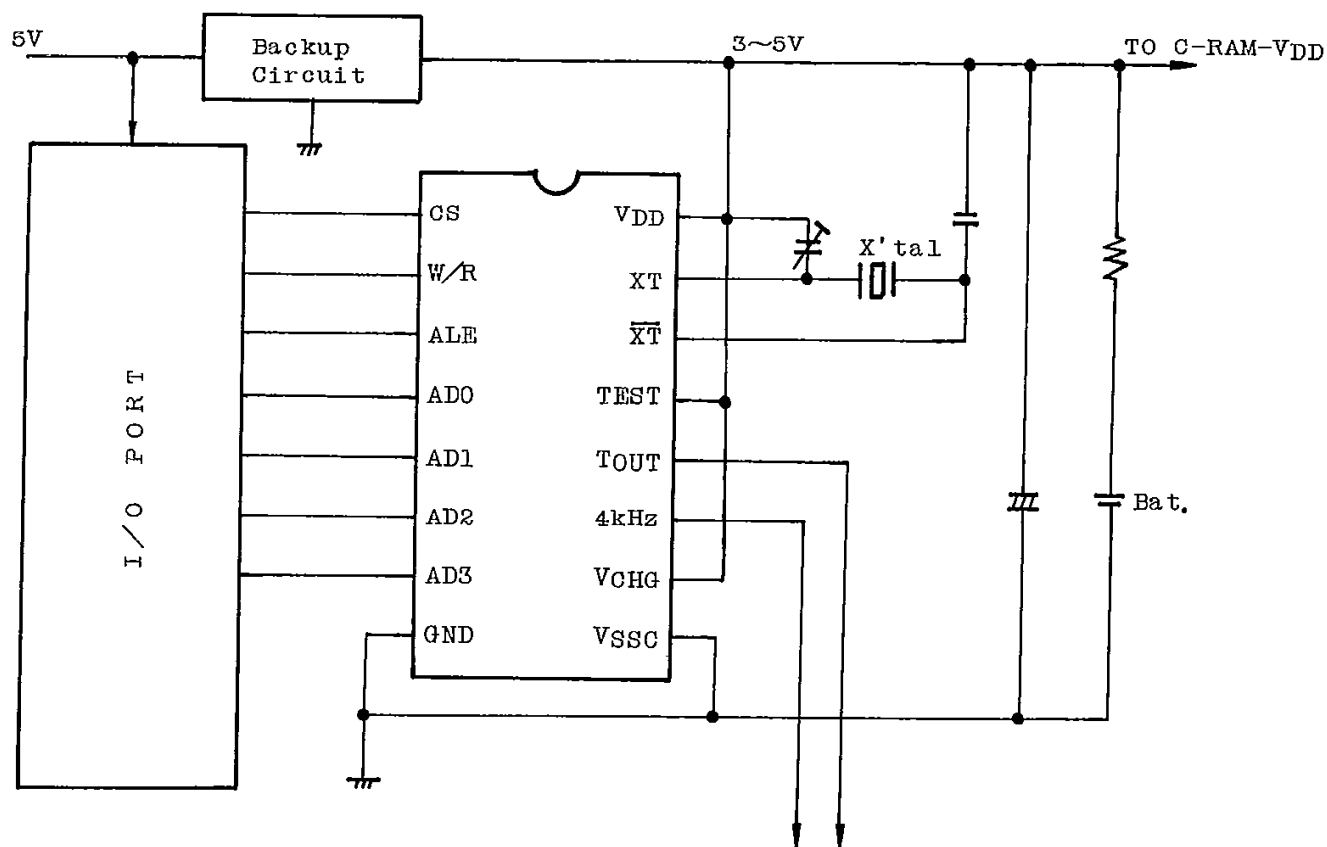 5V
Backup
Circuit
3~5V
TO C-RAM-VDD
I/O PORT
CS
W/R
ALE
AD0
AD1
AD2
AD3
GND
VDD
XT
X̅T̅
TEST
TOUT
4kHz
VCHG
VSSC
X'tal
Bat.